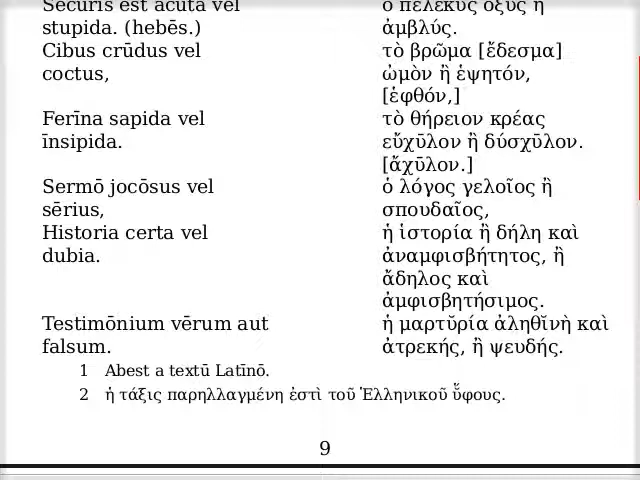 Secūris est acūta vel
stupida. (hebēs.)
Cibus crūdus vel
coctus,
Ferīna sapida vel
īnsipida.
Sermō jocōsus vel
sērius,
Historia certa vel
dubia.
Testimōnium vērum aut
falsum.
ὁ πέλεκυς ὀξὺς ἢ
ἀμβλύς.
τὸ βρῶμα [ἔδεσμα]
ὠμὸν ἢ ἑψητόν,
[ἑφθόν,]
τὸ θήρειον κρέας
εὔχῡλον ἢ δύσχῡλον.
[ἄχῡλον.]
ὁ λόγος γελοῖος ἢ
σπουδαῖος,
ἡ ἱστορία ἢ δήλη καὶ
ἀναμφισβήτητος, ἢ
ἄδηλος καὶ
ἀμφισβητήσιμος.
ἡ μαρτῠρία ἀληθῐνὴ καὶ
ἀτρεκής, ἢ ψευδής.
1 Abest a textū Latīnō.
2 ἡ τάξις παρηλλαγμένη ἐστὶ τοῦ Ἑλληνικοῦ ὕφους.
9